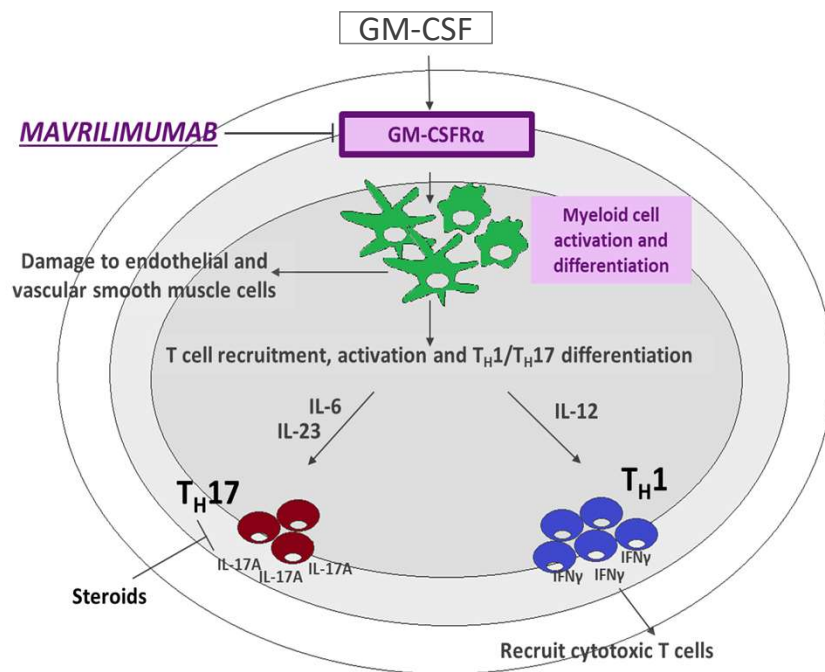 GM-CSF
MAVRILIMUMAB
GM-CSFRα
Myeloid cell
activation and
differentiation
Damage to endothelial and
vascular smooth muscle cells
T cell recruitment, activation and TH1/TH17 differentiation
IL-6
IL-23
IL-12
TH17
TH1
IL-17A
IL-17A
IL-17A
IFNγ
IFNγ
IFNγ
Steroids
Recruit cytotoxic T cells